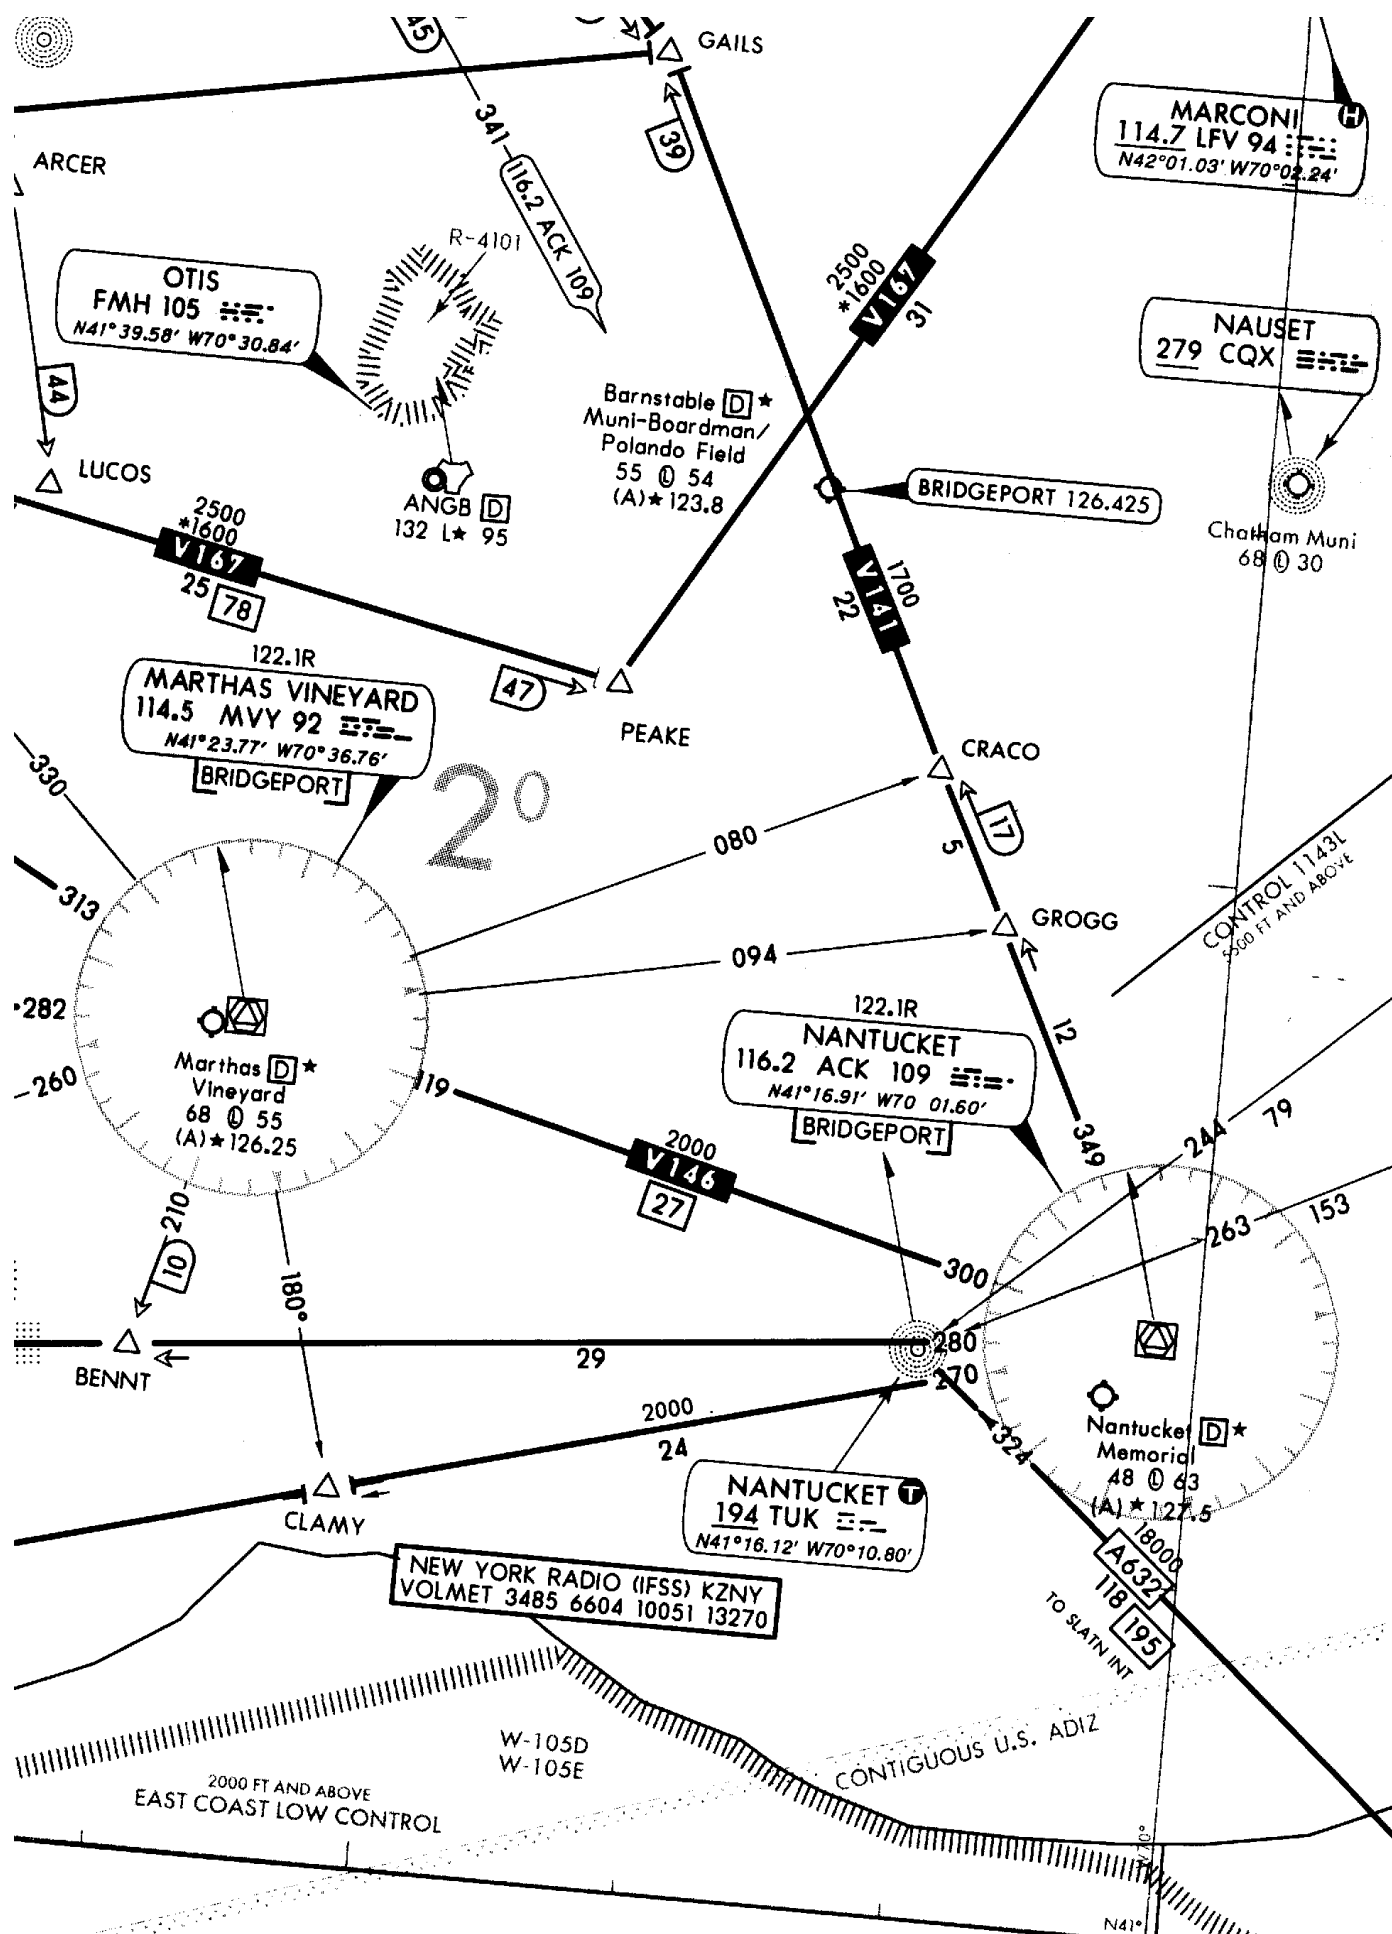 45
GAILS
341
116.2 ACK 109
39
MARCONI H
114.7 LFV 94
N42°01.03' W70°02.24'
ARCER
R-4101
OTIS
FMH 105
N41°39.58' W70°30.84'
2500
*1600
V167
31
NAUSET
279 CQX
44
LUCOS
Barnstable D ★
Muni-Boardman/
Polando Field
55 L 54
(A)★123.8
ANGB D
132 L★ 95
BRIDGEPORT 126.425
Chatham Muni
68 L 30
2500
*1600
V167
25 78
1700
V141
22
122.1R
MARTHAS VINEYARD
114.5 MVY 92
N41°23.77' W70°36.76'
BRIDGEPORT
47
PEAKE
CRACO
330
2°
080
17
5
CONTROL 1143L
5500 FT AND ABOVE
313
GROGG
094
282
122.1R
NANTUCKET
116.2 ACK 109
N41°16.91' W70 01.60'
BRIDGEPORT
12
Marthas D ★
Vineyard
68 L 55
(A)★126.25
260
119
349
244
79
2000
V146
27
210
10
263
153
180°
300
280
29
BENNT
270
2000
24
324
Nantucket D ★
Memorial
48 L 63
(A)★127.5
NANTUCKET T
194 TUK
N41°16.12' W70°10.80'
CLAMY
18000
A632
118
195
TO SLATN INT
NEW YORK RADIO (IFSS) KZNY
VOLMET 3485 6604 10051 13270
W-105D
W-105E
CONTIGUOUS U.S. ADIZ
2000 FT AND ABOVE
EAST COAST LOW CONTROL
W 70°
N41°